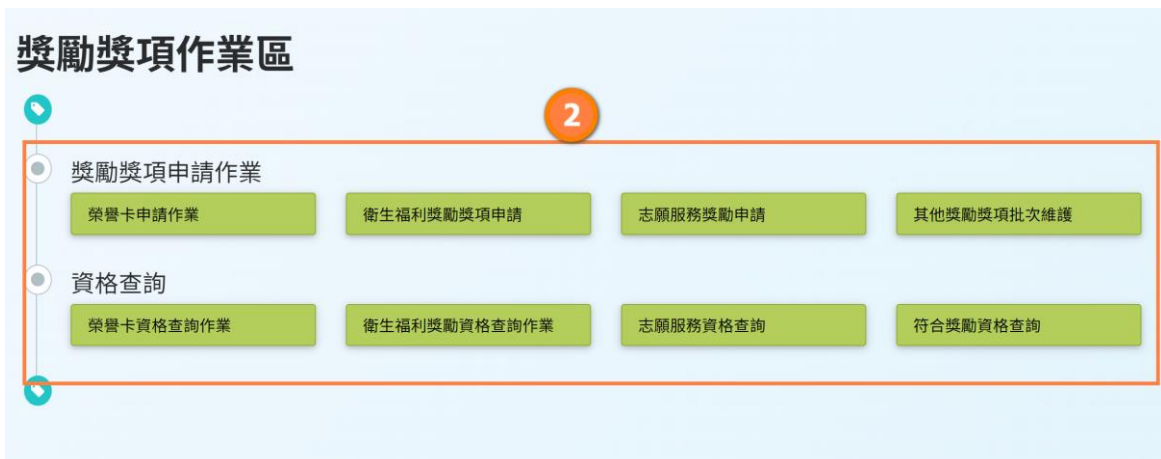 獎勵獎項作業區
2
獎勵獎項申請作業
榮譽卡申請作業
衛生福利獎勵獎項申請
志願服務獎勵申請
其他獎勵獎項批次維護
資格查詢
榮譽卡資格查詢作業
衛生福利獎勵資格查詢作業
志願服務資格查詢
符合獎勵資格查詢